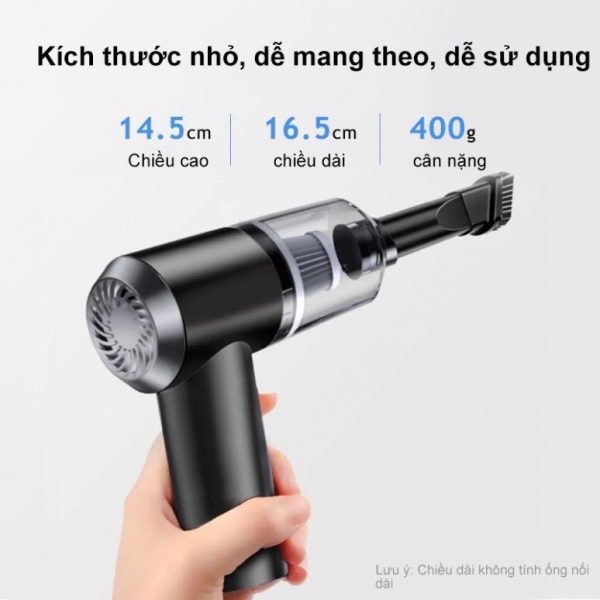 Kích thước nhỏ, dễ mang theo, dễ sử dụng
14.5cm 16.5cm 400g
Chiều cao chiều dài cân nặng
Lưu ý: Chiều dài không tính ống nối
dài